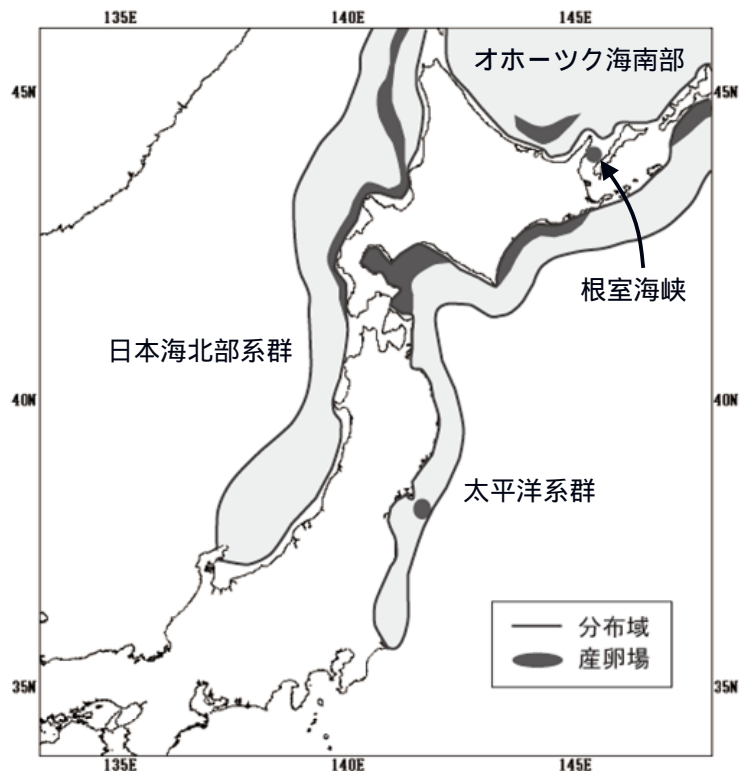 135E 140E 145E
オホーツク海南部
45N 45N
根室海峡
日本海北部系群
40N 40N
太平洋系群
分布域
産卵場
35N 35N
135E 140E 145E